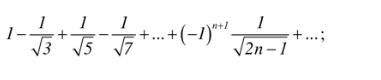 1 - 1/√3 + 1/√5 - 1/√7 + ... + (-1)^{n+1} 1/√(2n-1) + ... ;